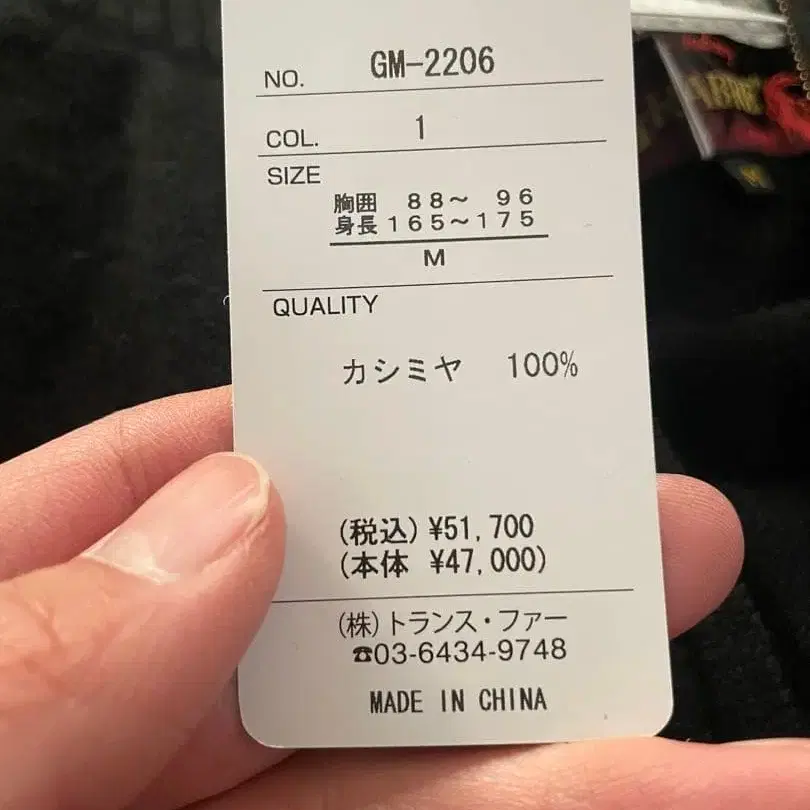 NO. GM-2206
COL. 1
SIZE
胸囲 88～ 96
身長 165～175
M
QUALITY
カシミヤ 100%
(税込) ¥51,700
(本体 ¥47,000)
(株)トランス・ファー
☎03-6434-9748
MADE IN CHINA
M